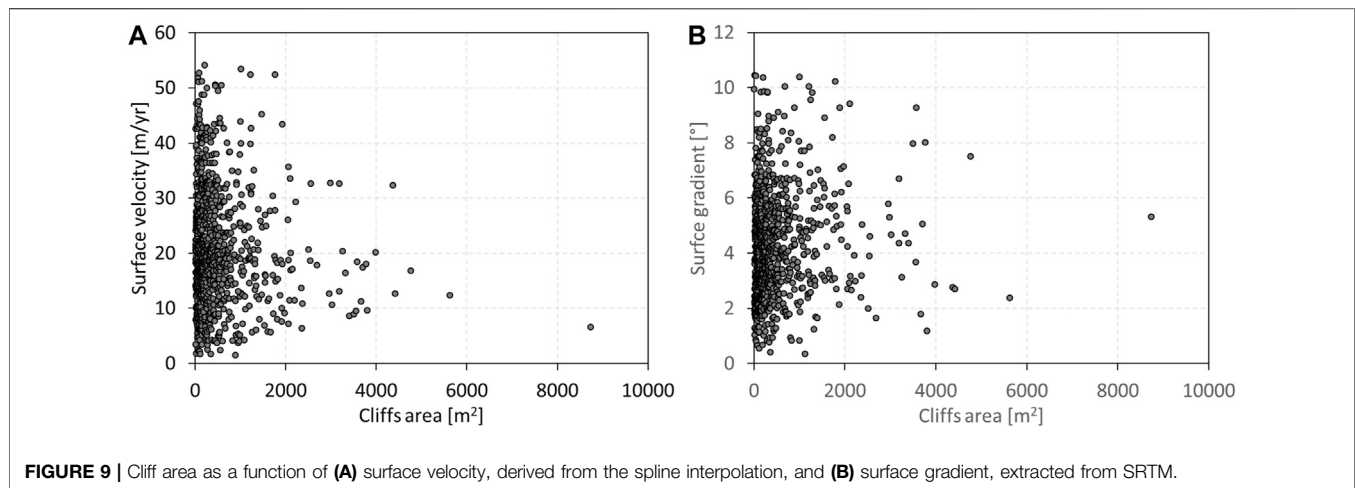 A
60
50
40
30
20
10
0
Surface velocity [m/yr]
0 2000 4000 6000 8000 10000
Cliffs area [m²]
B
12
10
8
6
4
2
0
Surfce gradient [°]
0 2000 4000 6000 8000 10000
Cliffs area [m²]
FIGURE 9 | Cliff area as a function of (A) surface velocity, derived from the spline interpolation, and (B) surface gradient, extracted from SRTM.